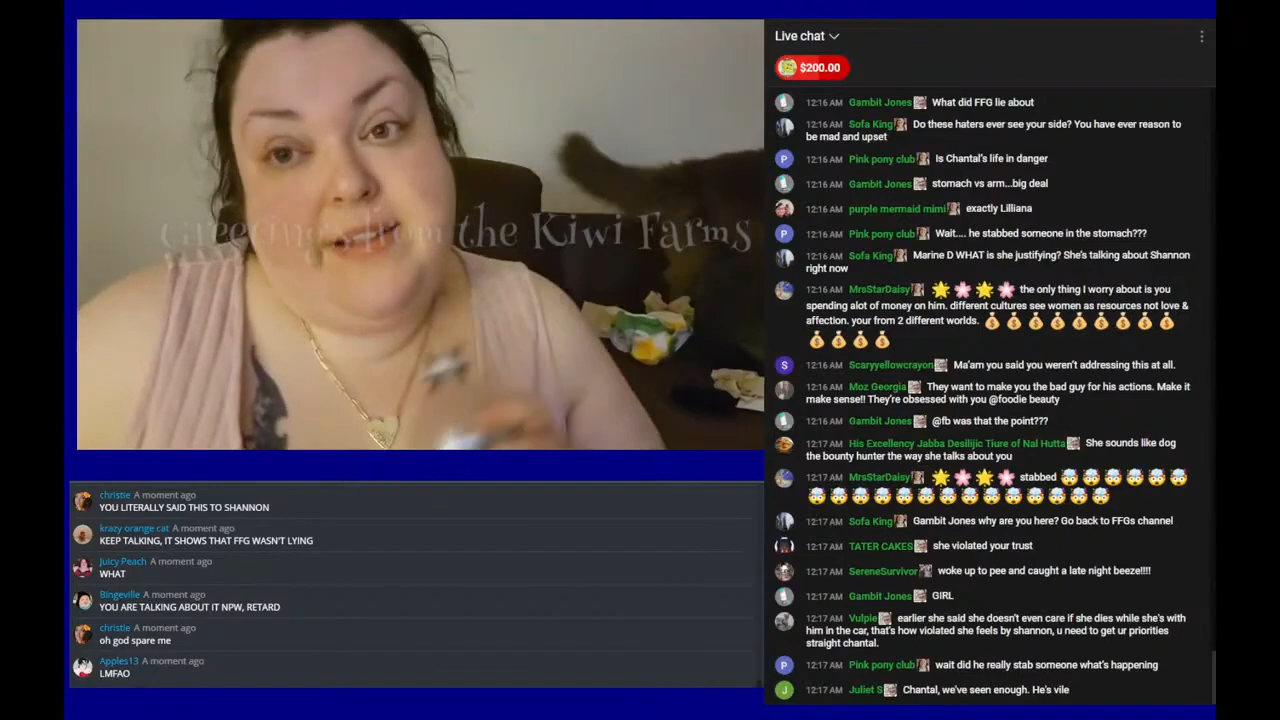 Greetings from the Kiwi Farms
christie A moment ago
YOU LITERALLY SAID THIS TO SHANNON
krazy orange cat A moment ago
KEEP TALKING, IT SHOWS THAT FFG WASN'T LYING
Juicy Peach A moment ago
WHAT
Bingeville A moment ago
YOU ARE TALKING ABOUT IT NPW, RETARD
christie A moment ago
oh god spare me
Apples13 A moment ago
LMFAO
Live chat
$200.00
12:16 AM Gambit Jones What did FFG lie about
12:16 AM Sofa King Do these haters ever see your side? You have ever reason to
be mad and upset
12:16 AM Pink pony club Is Chantal's life in danger
12:16 AM Gambit Jones stomach vs arm...big deal
12:16 AM purple mermaid mimi exactly Lilliana
12:16 AM Pink pony club Wait.... he stabbed someone in the stomach???
12:16 AM Sofa King Marine D WHAT is she justifying? She's talking about Shannon
right now
12:16 AM MrsStarDaisy 🌟 🌸 🌟 🌸 the only thing I worry about is you
spending alot of money on him. different cultures see women as resources not love &
affection. your from 2 different worlds. 💰 💰 💰 💰 💰 💰 💰 💰 💰
💰 💰 💰 💰
12:16 AM Scaryyellowcrayon Ma'am you said you weren't addressing this at all.
12:16 AM Moz Georgia They want to make you the bad guy for his actions. Make it
make sense!! They're obsessed with you @foodie beauty
12:16 AM Gambit Jones @fb was that the point???
12:17 AM His Excellency Jabba Desilijic Tiure of Nal Hutta She sounds like dog
the bounty hunter the way she talks about you
12:17 AM MrsStarDaisy 🌟 🌸 🌟 🌸 stabbed 🤯 🤯 🤯 🤯 🤯 🤯
🤯 🤯 🤯 🤯 🤯 🤯 🤯 🤯 🤯 🤯 🤯 🤯 🤯 🤯
12:17 AM Sofa King Gambit Jones why are you here? Go back to FFGs channel
12:17 AM TATER CAKES she violated your trust
12:17 AM SereneSurvivor woke up to pee and caught a late night beeze!!!!
12:17 AM Gambit Jones GIRL
12:17 AM Vulpie earlier she said she doesn't even care if she dies while she's with
him in the car, that's how violated she feels by shannon, u need to get ur priorities
straight chantal.
12:17 AM Pink pony club wait did he really stab someone what's happening
12:17 AM Juliet S Chantal, we've seen enough. He's vile